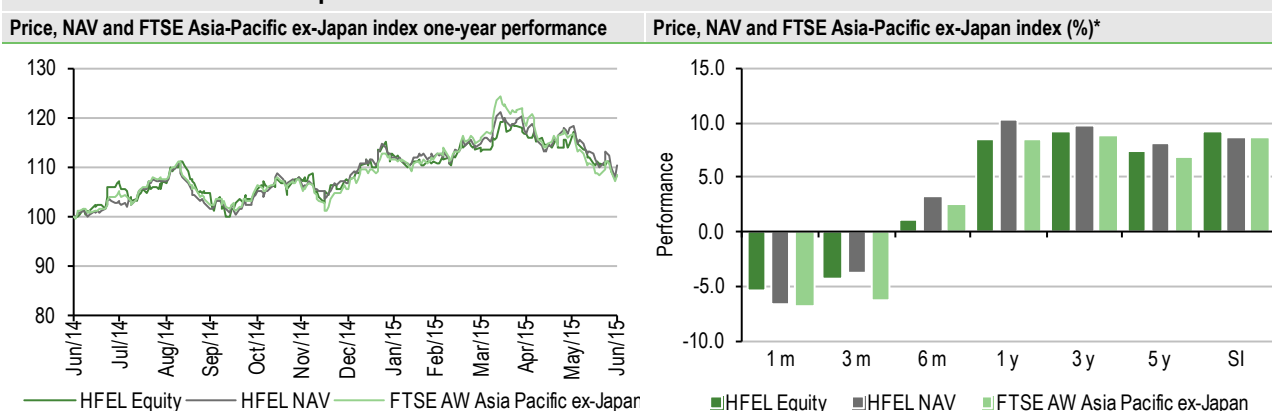 Price, NAV and FTSE Asia-Pacific ex-Japan index one-year performance
130
120
110
100
90
80
Jun/14
Jul/14
Aug/14
Sep/14
Oct/14
Nov/14
Dec/14
Jan/15
Feb/15
Mar/15
Apr/15
May/15
Jun/15
HFEL Equity HFEL NAV FTSE AW Asia Pacific ex-Japan
Price, NAV and FTSE Asia-Pacific ex-Japan index (%)*
Performance
15.0
10.0
5.0
0.0
-5.0
-10.0
1 m 3 m 6 m 1 y 3 y 5 y SI
HFEL Equity HFEL NAV FTSE AW Asia Pacific ex-Japan